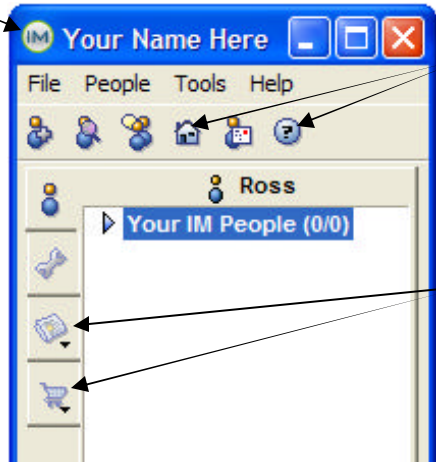 IM Your Name Here
File People Tools Help
?
Ross
Your IM People (0/0)